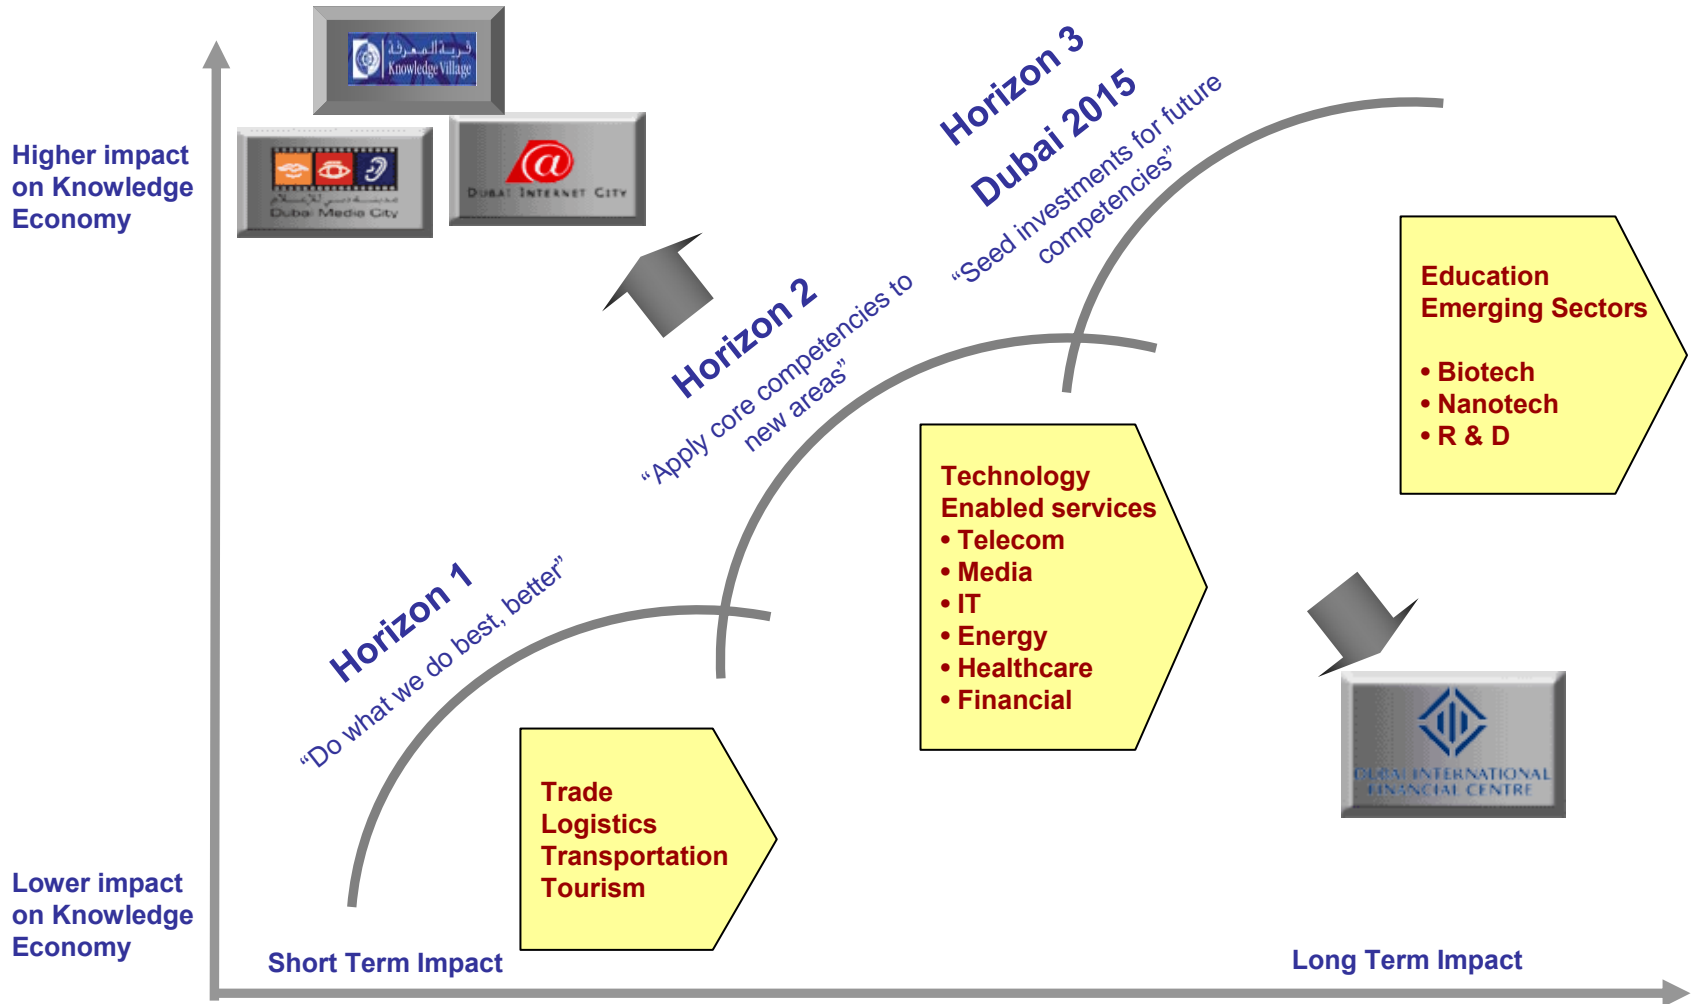 قرية المعرفة
Knowledge Village
Dubai Media City
@
DUBAI INTERNET CITY
Higher impact
on Knowledge
Economy
Horizon 3
Dubai 2015
“Seed investments for future
competencies”
Education
Emerging Sectors
• Biotech
• Nanotech
• R & D
Horizon 2
“Apply core competencies to
new areas”
Technology
Enabled services
• Telecom
• Media
• IT
• Energy
• Healthcare
• Financial
Horizon 1
“Do what we do best, better”
Trade
Logistics
Transportation
Tourism
DUBAI INTERNATIONAL
FINANCIAL CENTRE
Lower impact
on Knowledge
Economy
Short Term Impact
Long Term Impact